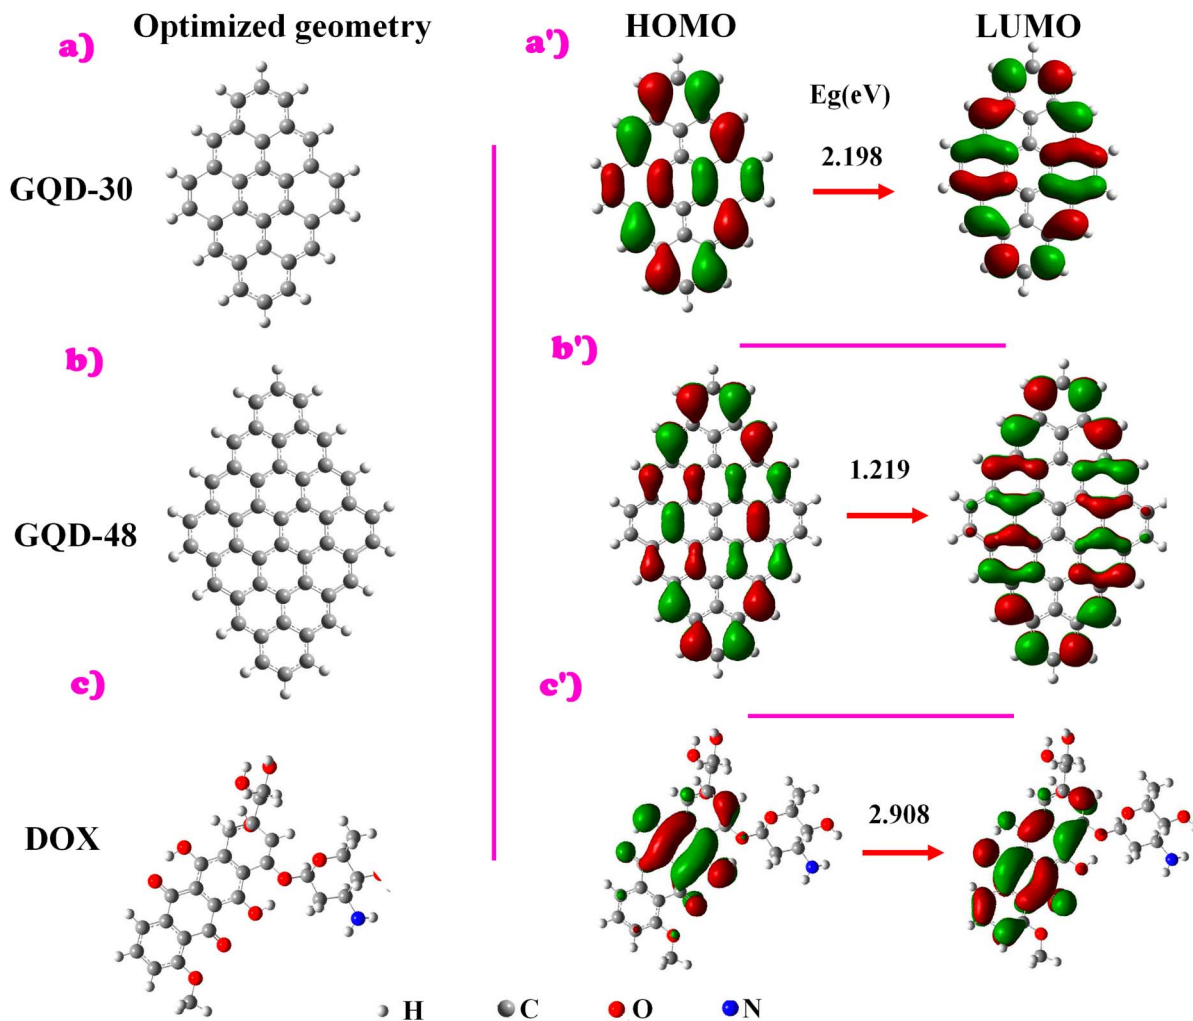 Optimized geometry
HOMO
LUMO
a)
a')
Eg(eV)
GQD-30
2.198
b)
b')
GQD-48
1.219
c)
c')
DOX
2.908
H
C
O
N